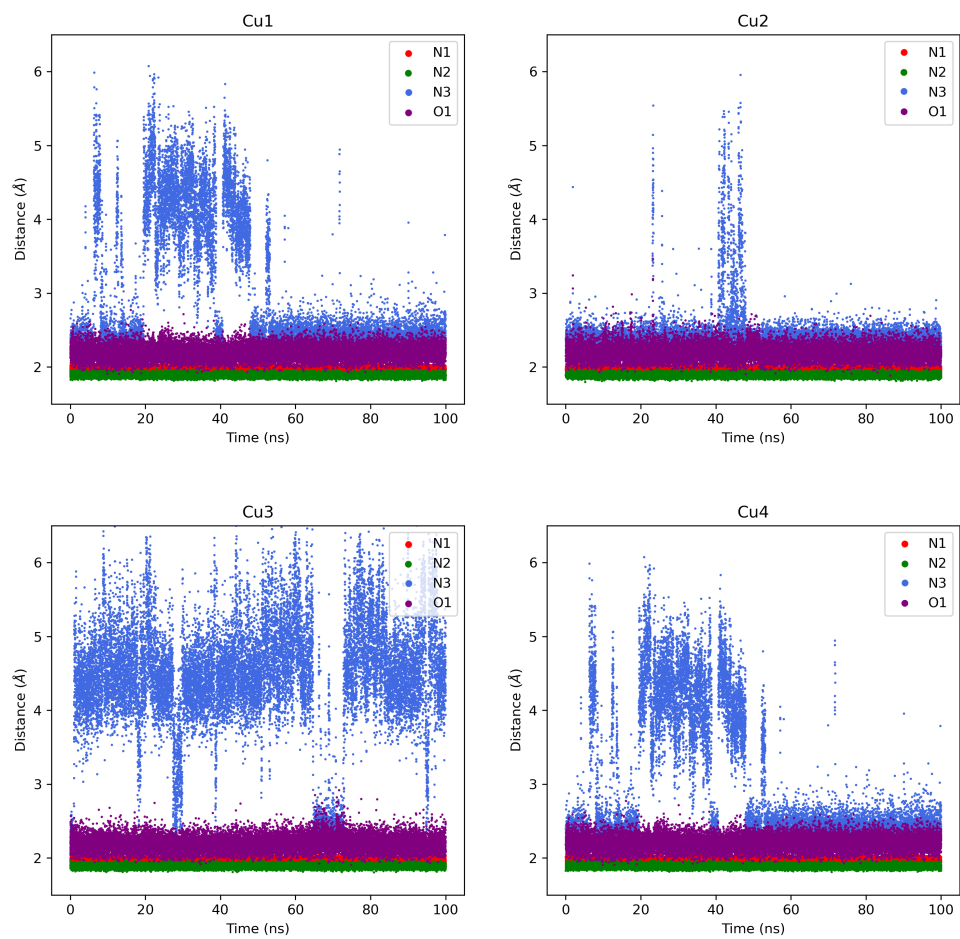 Cu1
Distance (Å)
6
5
4
3
2
N1
N2
N3
O1
0 20 40 60 80 100
Time (ns)
Cu2
Distance (Å)
6
5
4
3
2
N1
N2
N3
O1
0 20 40 60 80 100
Time (ns)
Cu3
Distance (Å)
6
5
4
3
2
N1
N2
N3
O1
0 20 40 60 80 100
Time (ns)
Cu4
Distance (Å)
6
5
4
3
2
N1
N2
N3
O1
0 20 40 60 80 100
Time (ns)